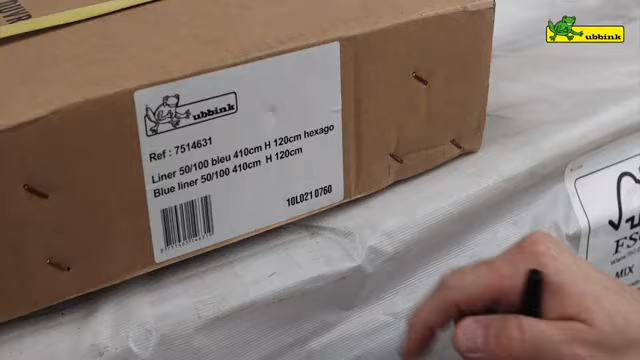 ubbink
ubbink
Ref : 7514631
Liner 50/100 bleu 410cm H 120cm hexago
Blue liner 50/100 410cm H 120cm
10L021 0760
FS
MIX